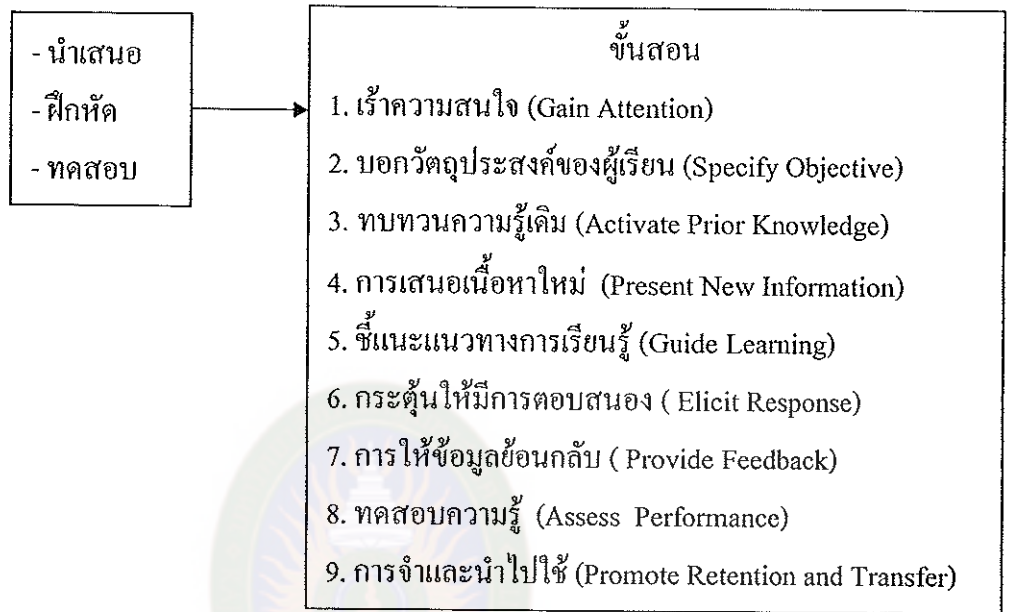 - นำเสนอ
- ฝึกหัด
- ทดสอบ
ขั้นสอน
1. เร้าความสนใจ (Gain Attention)
2. บอกวัตถุประสงค์ของผู้เรียน (Specify Objective)
3. ทบทวนความรู้เดิม (Activate Prior Knowledge)
4. การเสนอเนื้อหาใหม่ (Present New Information)
5. ชี้แนะแนวทางการเรียนรู้ (Guide Learning)
6. กระตุ้นให้มีการตอบสนอง ( Elicit Response)
7. การให้ข้อมูลย้อนกลับ ( Provide Feedback)
8. ทดสอบความรู้ (Assess Performance)
9. การจำและนำไปใช้ (Promote Retention and Transfer)